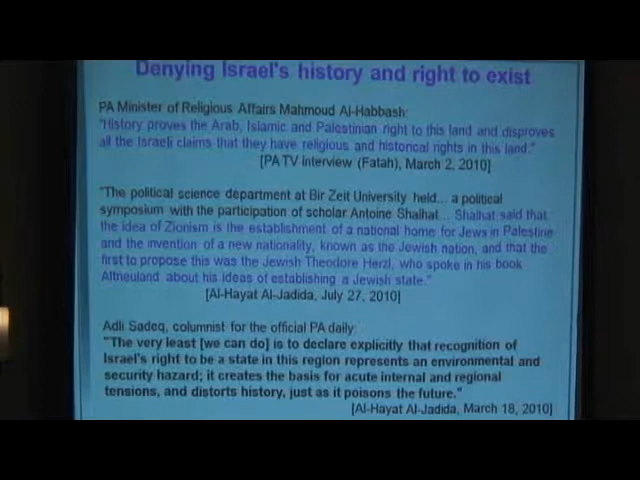 Denying Israel's history and right to exist
PA Minister of Religious Affairs Mahmoud Al-Habbash:
"History proves the Arab, Islamic and Palestinian right to this land and disproves
all the Israeli claims that they have religious and historical rights in this land."
[PA TV interview (Fatah), March 2, 2010]
"The political science department at Bir Zeit University held... a political
symposium with the participation of scholar Antoine Shalhat... Shalhat said that
the idea of Zionism is the establishment of a national home for Jews in Palestine
and the invention of a new nationality, known as the Jewish nation, and that the
first to propose this was the Jewish Theodore Herzl, who spoke in his book
Altneuland, about his ideas of establishing a Jewish state."
[Al-Hayat Al-Jadida, July 27, 2010]
Adli Sadeq, columnist for the official PA daily:
"The very least [we can do] is to declare explicitly that recognition of
Israel's right to be a state in this region represents an environmental and
security hazard; it creates the basis for acute internal and regional
tensions, and distorts history, just as it poisons the future."
[Al-Hayat Al-Jadida, March 18, 2010]